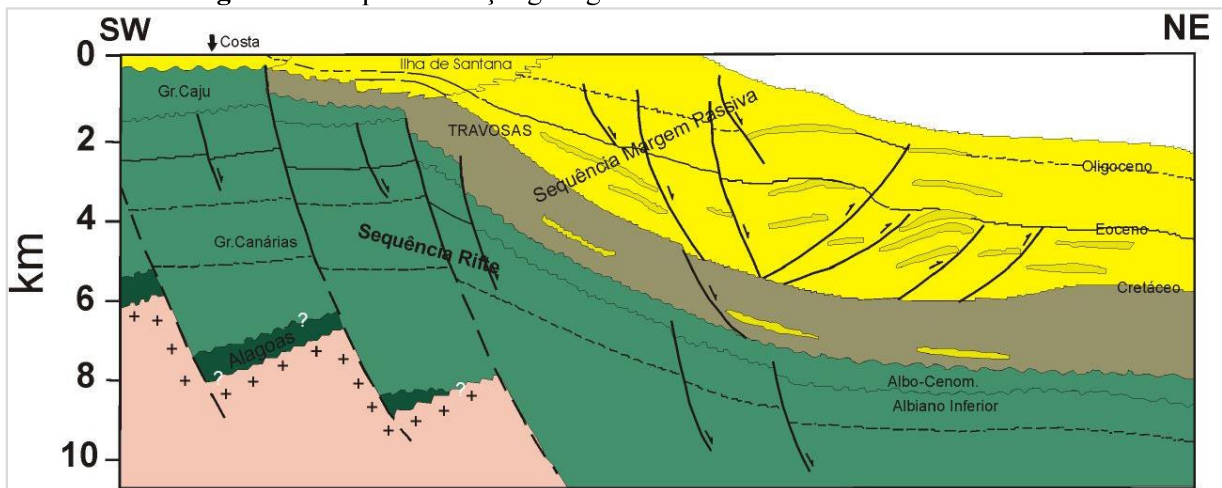 SW
NE
Costa
0
2
4
6
8
10
km
Ilha de Santana
Gr.Caju
TRAVOSAS
Sequência Margem Passiva
Oligoceno
Eoceno
Gr.Canárias
Sequência Rifte
Cretáceo
?
Alagoas
?
?
Albo-Cenom.
Albiano Inferior